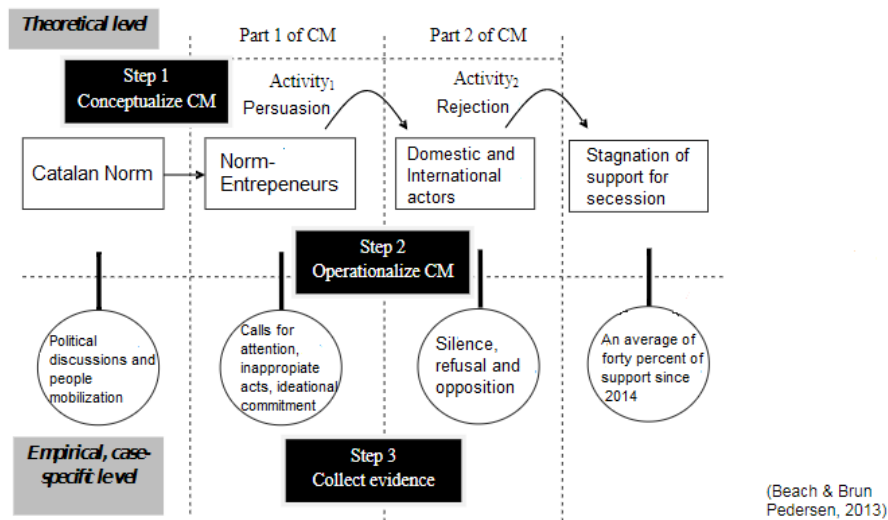 Theoretical level
Part 1 of CM
Part 2 of CM
Step 1
Conceptualize CM
Activity1
Persuasion
Activity2
Rejection
Catalan Norm
Norm-
Entrepeneurs
Domestic and
International
actors
Stagnation of
support for
secession
Step 2
Operationalize CM
Political
discussions and
people
mobilization
Calls for
attention,
inappropiate
acts, ideational
commitment
Silence,
refusal and
opposition
An average of
forty percent of
support since
2014
Empirical, case-
specific level
Step 3
Collect evidence
(Beach & Brun
Pedersen, 2013)